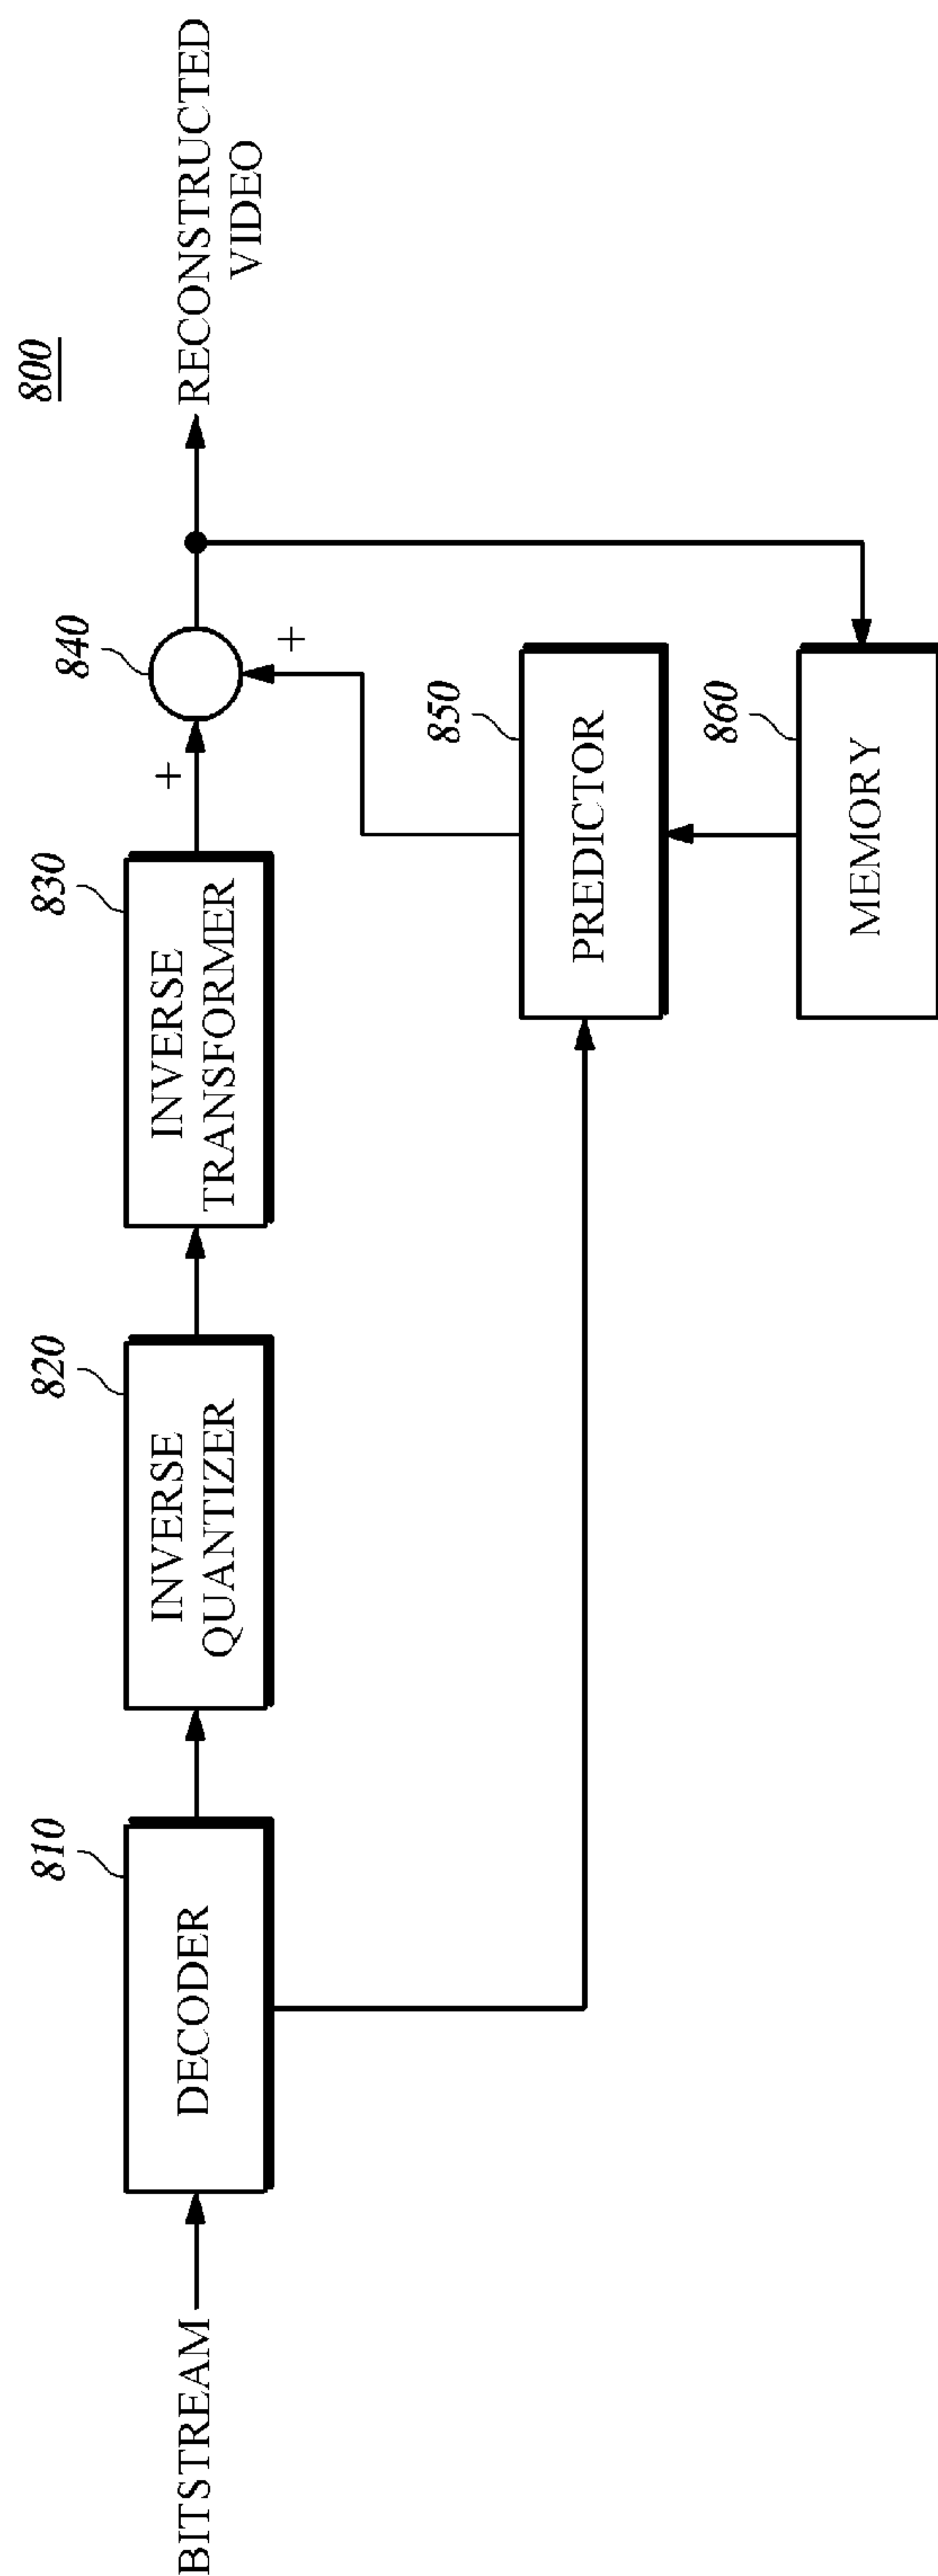 800
810
820
830
840
BITSTREAM
DECODER
INVERSE
QUANTIZER
INVERSE
TRANSFORMER
+
+
RECONSTRUCTED
VIDEO
850
PREDICTOR
860
MEMORY